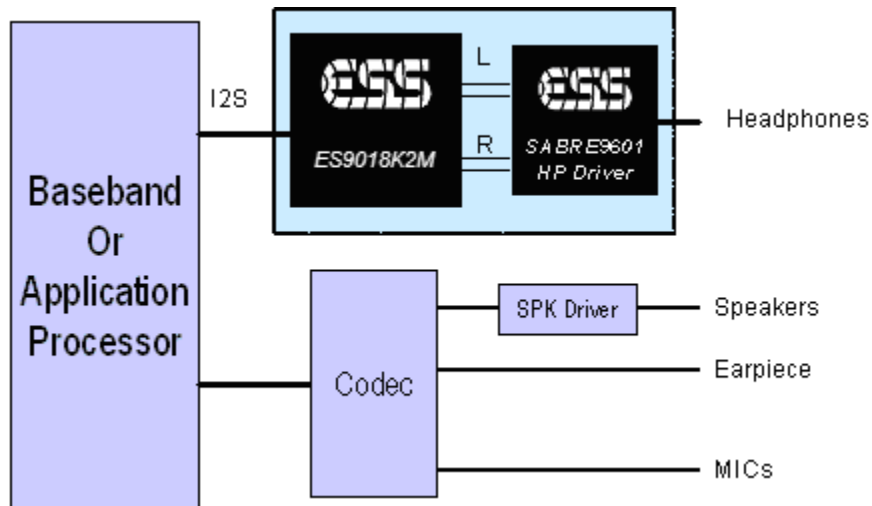 Baseband
Or
Application
Processor
I2S
ESS
ES9018K2M
L
R
ESS
SABRE9601
HP Driver
Headphones
Codec
SPK Driver
Speakers
Earpiece
MICs